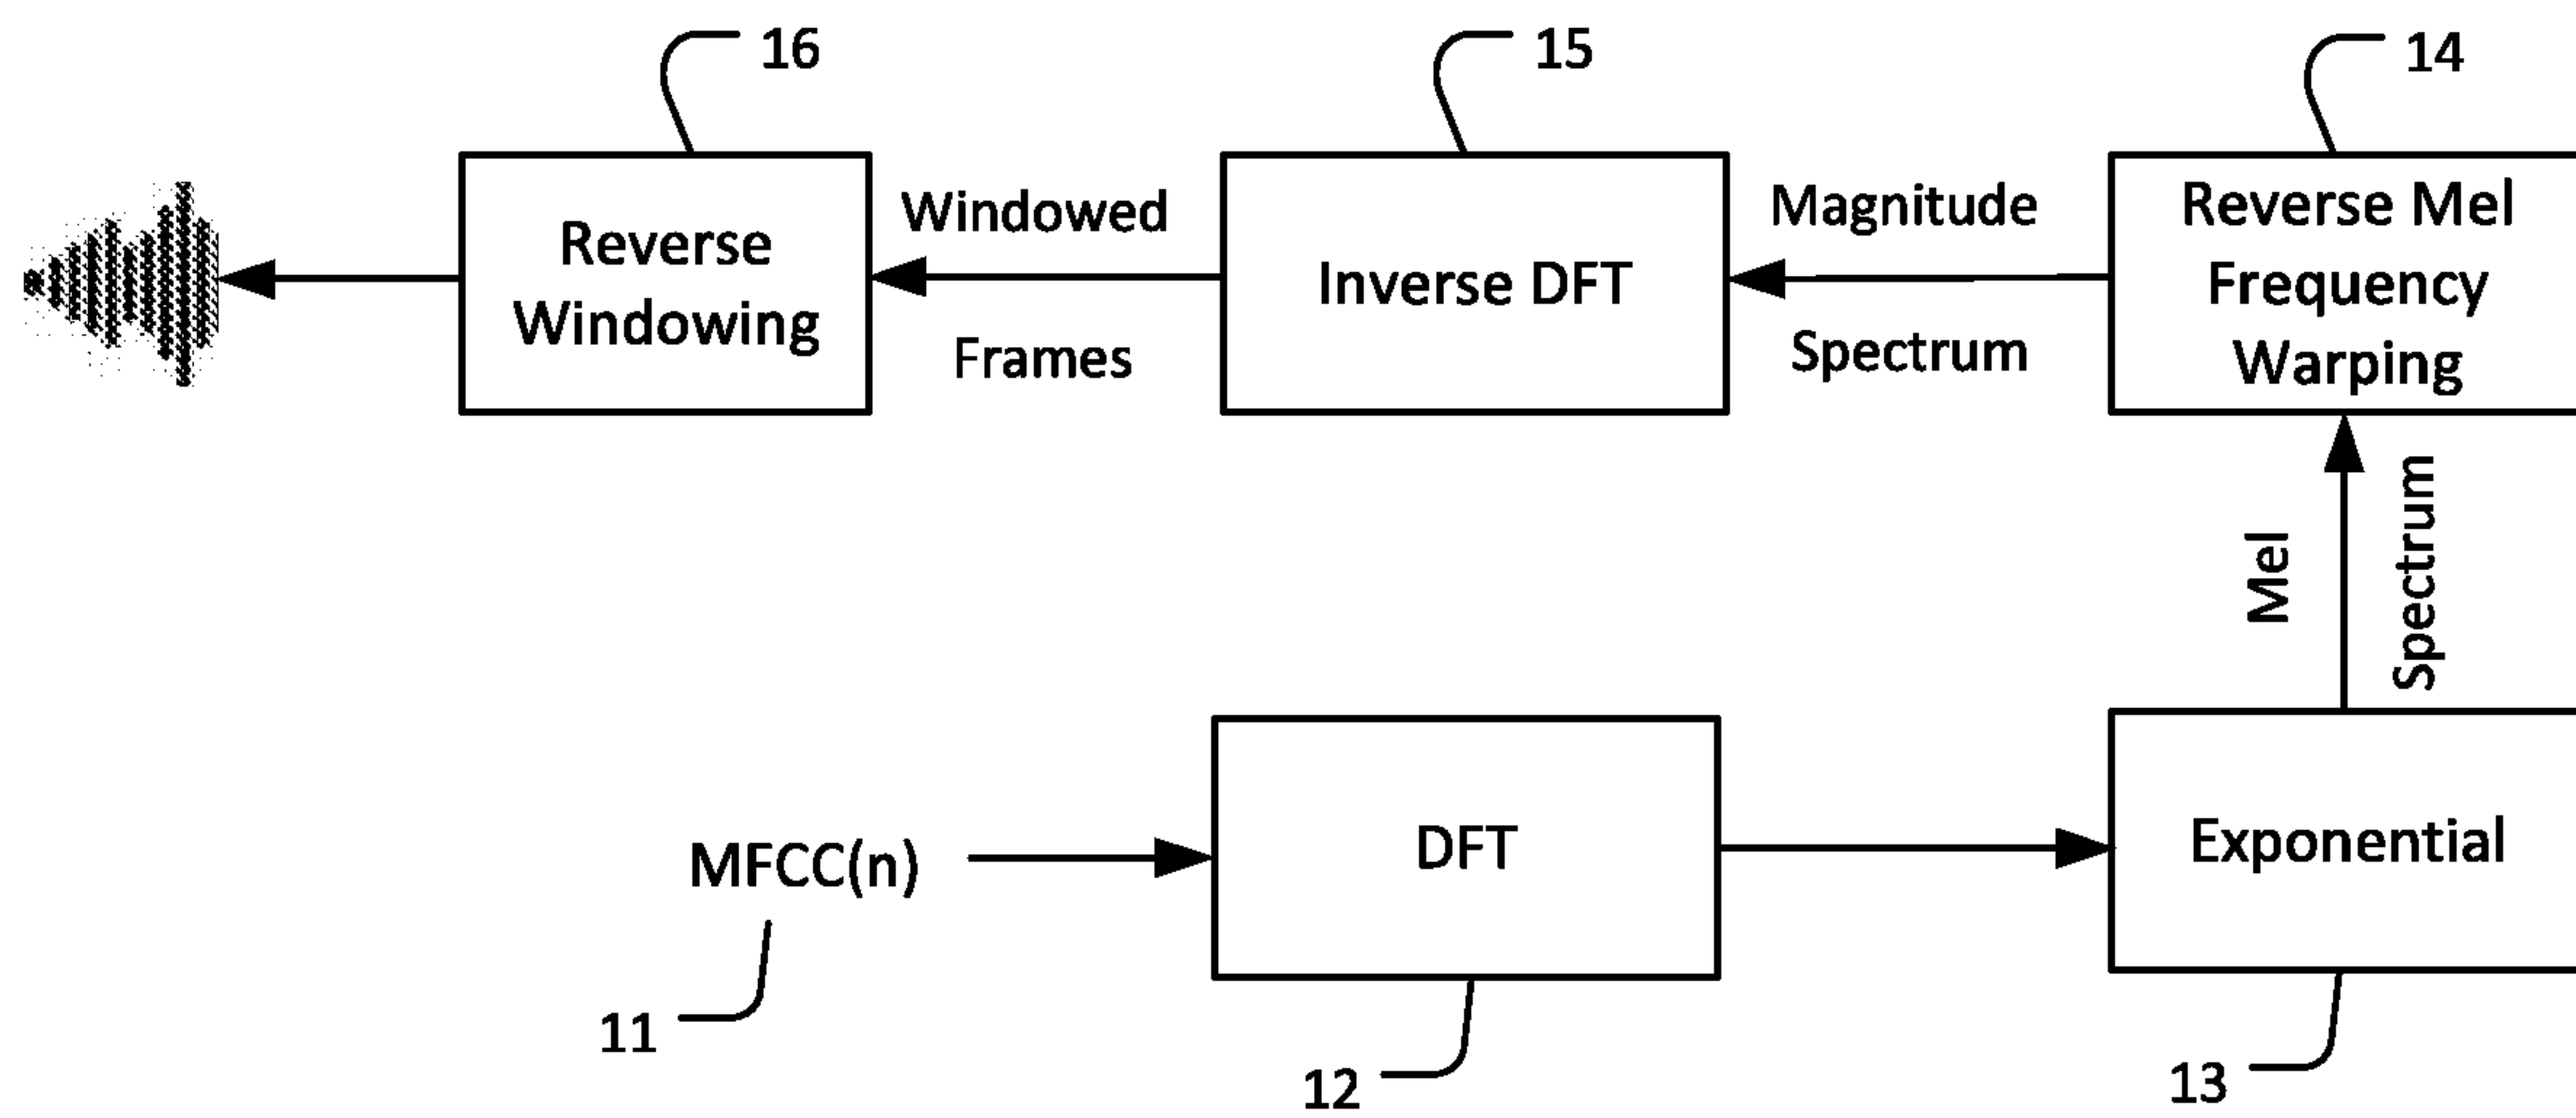 16
15
14
Reverse
Windowing
Windowed
Frames
Inverse DFT
Magnitude
Spectrum
Reverse Mel
Frequency
Warping
Mel
Spectrum
MFCC(n)
DFT
Exponential
11
12
13